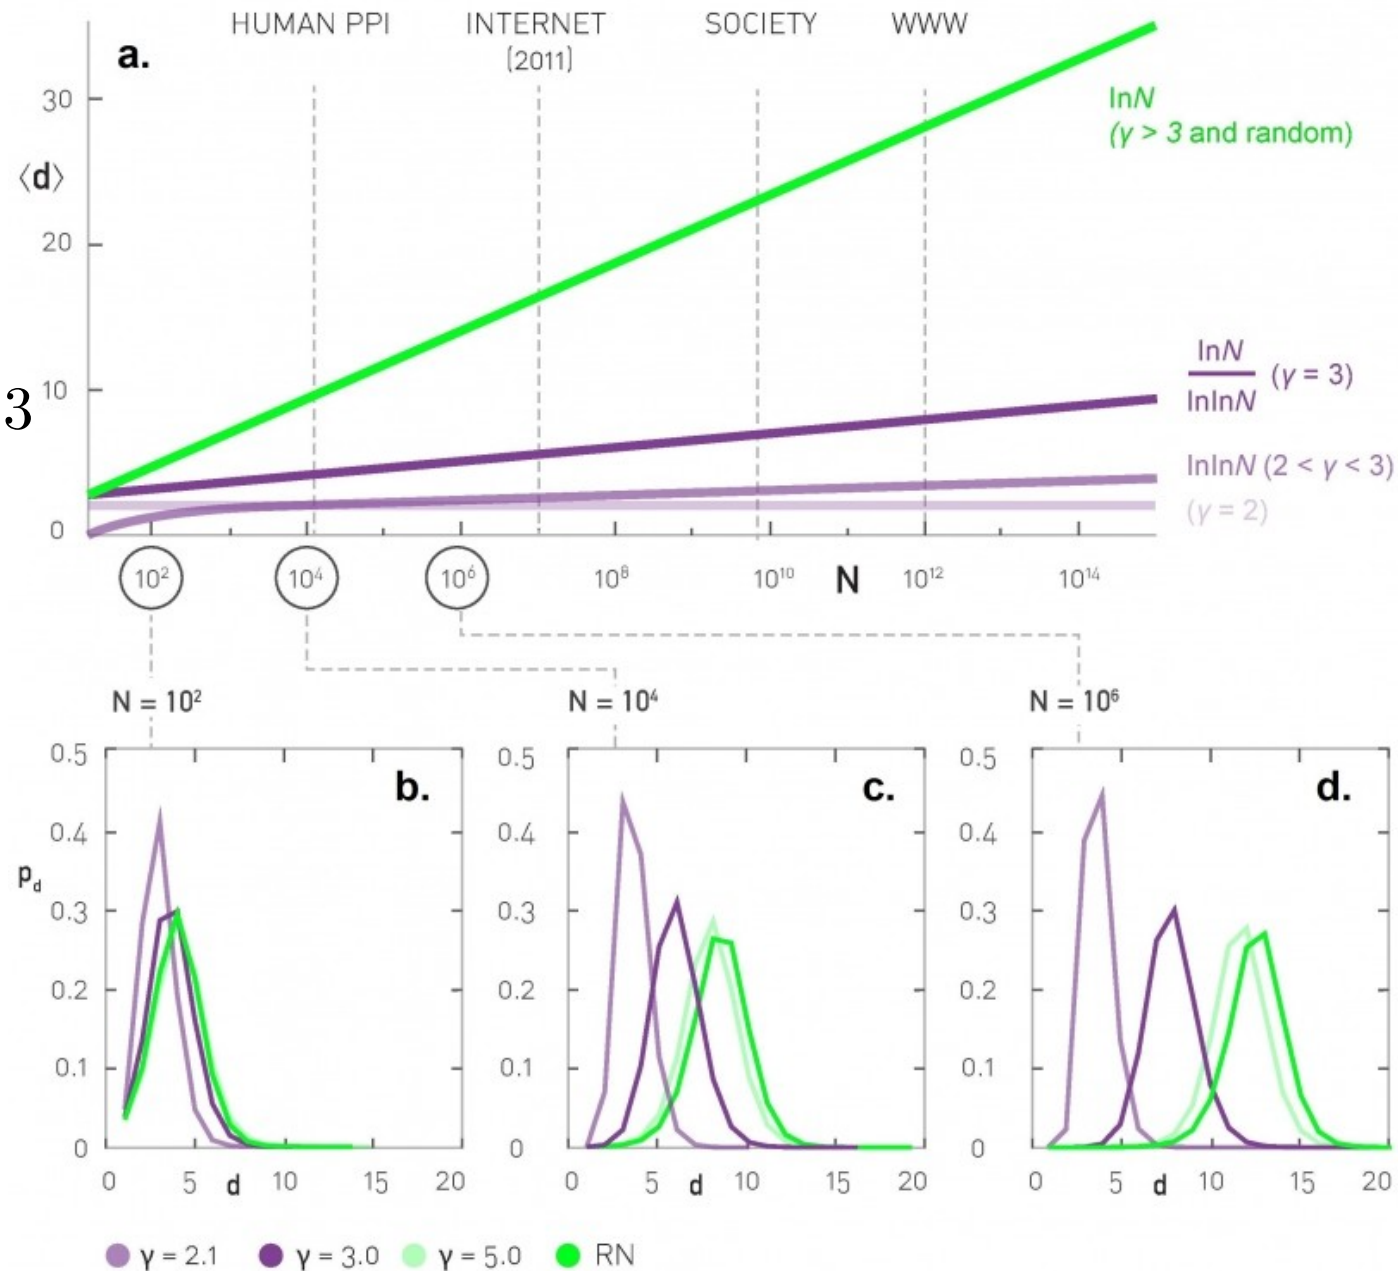 HUMAN PPI INTERNET (2011) SOCIETY WWW
a.
30
⟨d⟩
20
10
3
0
lnN
(γ > 3 and random)
lnN
lnlnN
(γ = 3)
lnlnN (2 < γ < 3)
(γ = 2)
10² 10⁴ 10⁶ 10⁸ 10¹⁰ N 10¹² 10¹⁴
N = 10² N = 10⁴ N = 10⁶
b.
0.5
0.4
p_d
0.3
0.2
0.1
0
0 5 d 10 15 20
c.
0.5
0.4
0.3
0.2
0.1
0
0 5 d 10 15 20
d.
0.5
0.4
0.3
0.2
0.1
0
0 5 d 10 15 20
γ = 2.1 γ = 3.0 γ = 5.0 RN